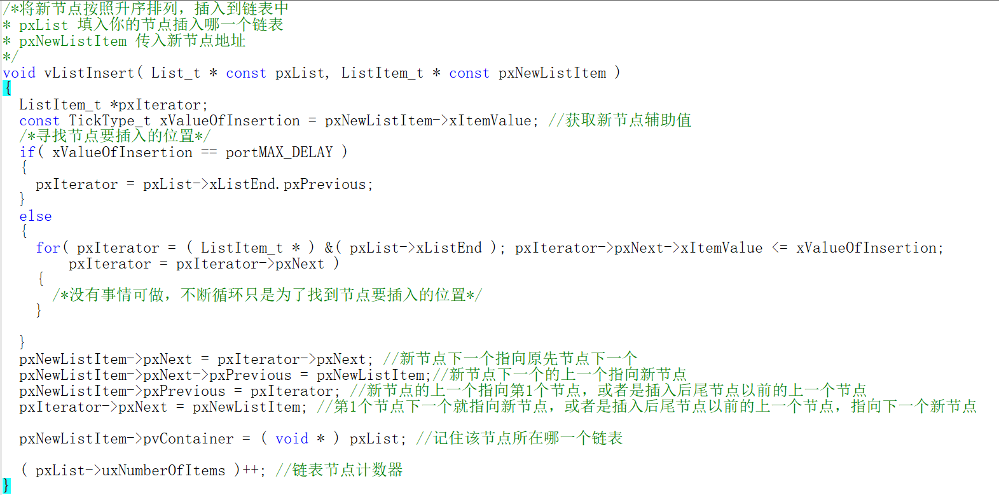 /*将新节点按照升序排列，插入到链表中
* pxList 填入你的节点插入哪一个链表
* pxNewListItem 传入新节点地址
*/
void vListInsert( List_t * const pxList, ListItem_t * const pxNewListItem )
{
  ListItem_t *pxIterator;
  const TickType_t xValueOfInsertion = pxNewListItem->xItemValue; //获取新节点辅助值
  /*寻找节点要插入的位置*/
  if( xValueOfInsertion == portMAX_DELAY )
  {
    pxIterator = pxList->xListEnd.pxPrevious;
  }
  else
  {
    for( pxIterator = ( ListItem_t * ) &( pxList->xListEnd ); pxIterator->pxNext->xItemValue <= xValueOfInsertion;
        pxIterator = pxIterator->pxNext )
    {
      /*没有事情可做，不断循环只是为了找到节点要插入的位置*/
    }
  }
  pxNewListItem->pxNext = pxIterator->pxNext; //新节点下一个指向原先节点下一个
  pxNewListItem->pxNext->pxPrevious = pxNewListItem;//新节点下一个的上一个指向新节点
  pxNewListItem->pxPrevious = pxIterator; //新节点的上一个指向第1个节点，或者是插入后尾节点以前的上一个节点
  pxIterator->pxNext = pxNewListItem; //第1个节点下一个就指向新节点，或者是插入后尾节点以前的上一个节点，指向下一个新节点
  pxNewListItem->pvContainer = ( void * ) pxList; //记住该节点所在哪一个链表
  ( pxList->uxNumberOfItems )++; //链表节点计数器
}